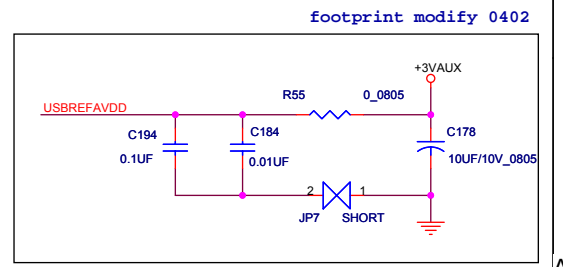 footprint modify 0402
+3VAUX
R55 0_0805
USBREFAVDD
C194 C184 C178
0.1UF 0.01UF 10UF/10V_0805
2 1
JP7 SHORT